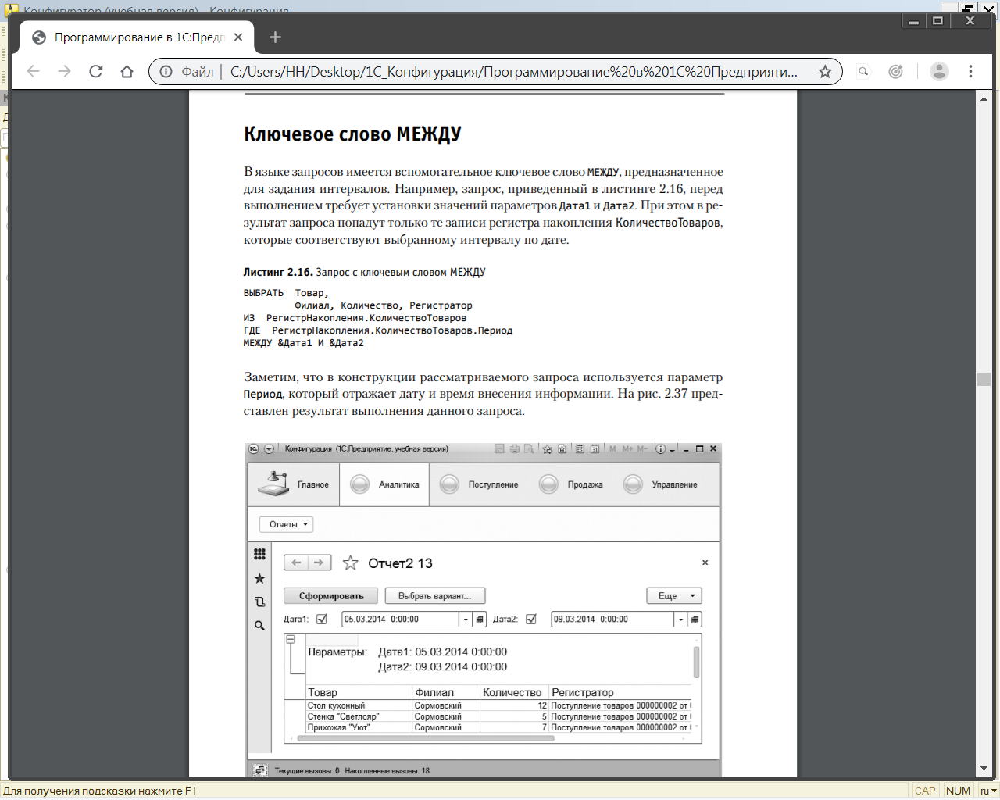 Конфигуратор (учебная версия) - Конфигурация
Программирование в 1С:Предп
Файл
C:/Users/HH/Desktop/1С_Конфигурация/Программирование%20в%201С%20Предприяти...
Ключевое слово МЕЖДУ
В языке запросов имеется вспомогательное ключевое слово МЕЖДУ, предназначенное
для задания интервалов. Например, запрос, приведенный в листинге 2.16, перед
выполнением требует установки значений параметров Дата1 и Дата2. При этом в ре-
зультат запроса попадут только те записи регистра накопления КоличествоТоваров,
которые соответствуют выбранному интервалу по дате.
Листинг 2.16. Запрос с ключевым словом МЕЖДУ
ВЫБРАТЬ Товар,
Филиал, Количество, Регистратор
ИЗ РегистрНакопления.КоличествоТоваров
ГДЕ РегистрНакопления.КоличествоТоваров.Период
МЕЖДУ &Дата1 И &Дата2
Заметим, что в конструкции рассматриваемого запроса используется параметр
Период, который отражает дату и время внесения информации. На рис. 2.37 пред-
ставлен результат выполнения данного запроса.
Конфигурация (1С:Предприятие, учебная версия)
M M+ M-
Главное Аналитика Поступление Продажа Управление
Отчеты
Отчет2 13
Сформировать Выбрать вариант... Еще
Дата1: 05.03.2014 0:00:00 Дата2: 09.03.2014 0:00:00
Параметры: Дата1: 05.03.2014 0:00:00
Дата2: 09.03.2014 0:00:00
Товар Филиал Количество Регистратор
Стол кухонный Сормовский 12 Поступление товаров 000000002 от
Стенка "Светлояр" Сормовский 5 Поступление товаров 000000002 от
Прихожая "Уют" Сормовский 7 Поступление товаров 000000002 от
Текущие вызовы: 0 Накопленные вызовы: 18
Для получения подсказки нажмите F1
CAP NUM ru